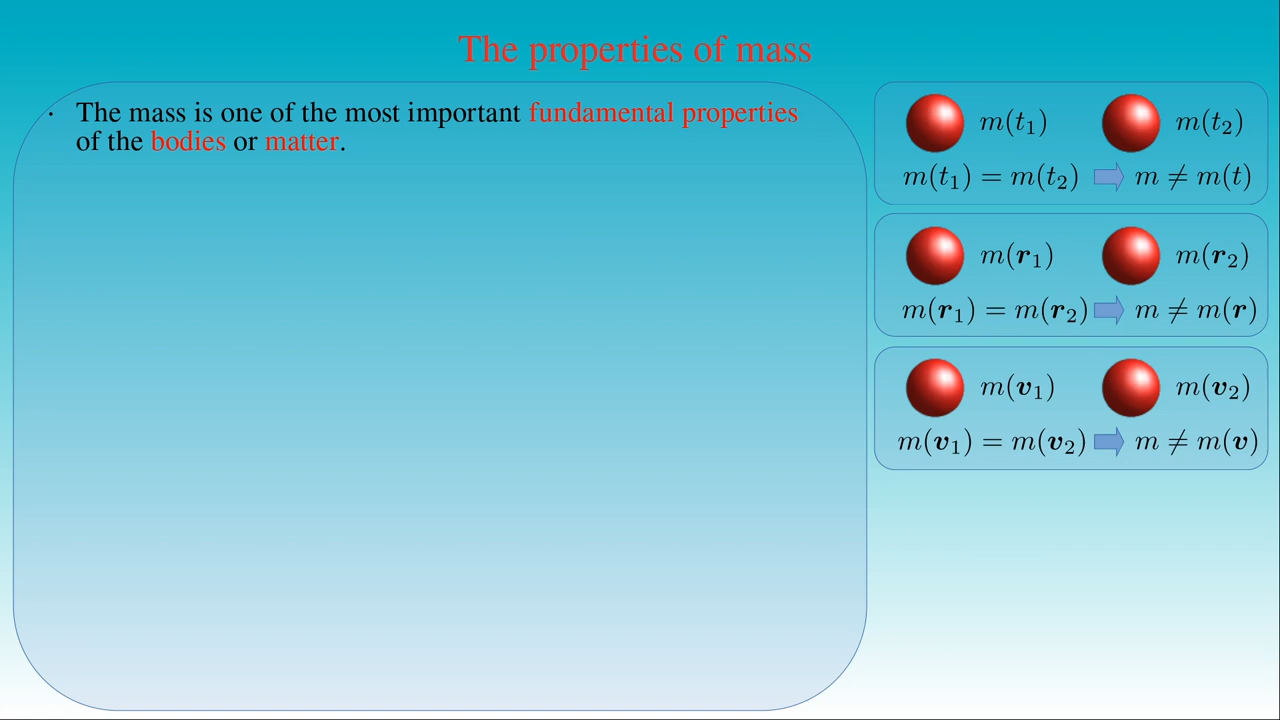 The properties of mass
· The mass is one of the most important fundamental properties
of the bodies or matter.
m(t₁) m(t₂)
m(t₁) = m(t₂) m ≠ m(t)
m(𝒓₁) m(𝒓₂)
m(𝒓₁) = m(𝒓₂) m ≠ m(𝒓)
m(𝒗₁) m(𝒗₂)
m(𝒗₁) = m(𝒗₂) m ≠ m(𝒗)